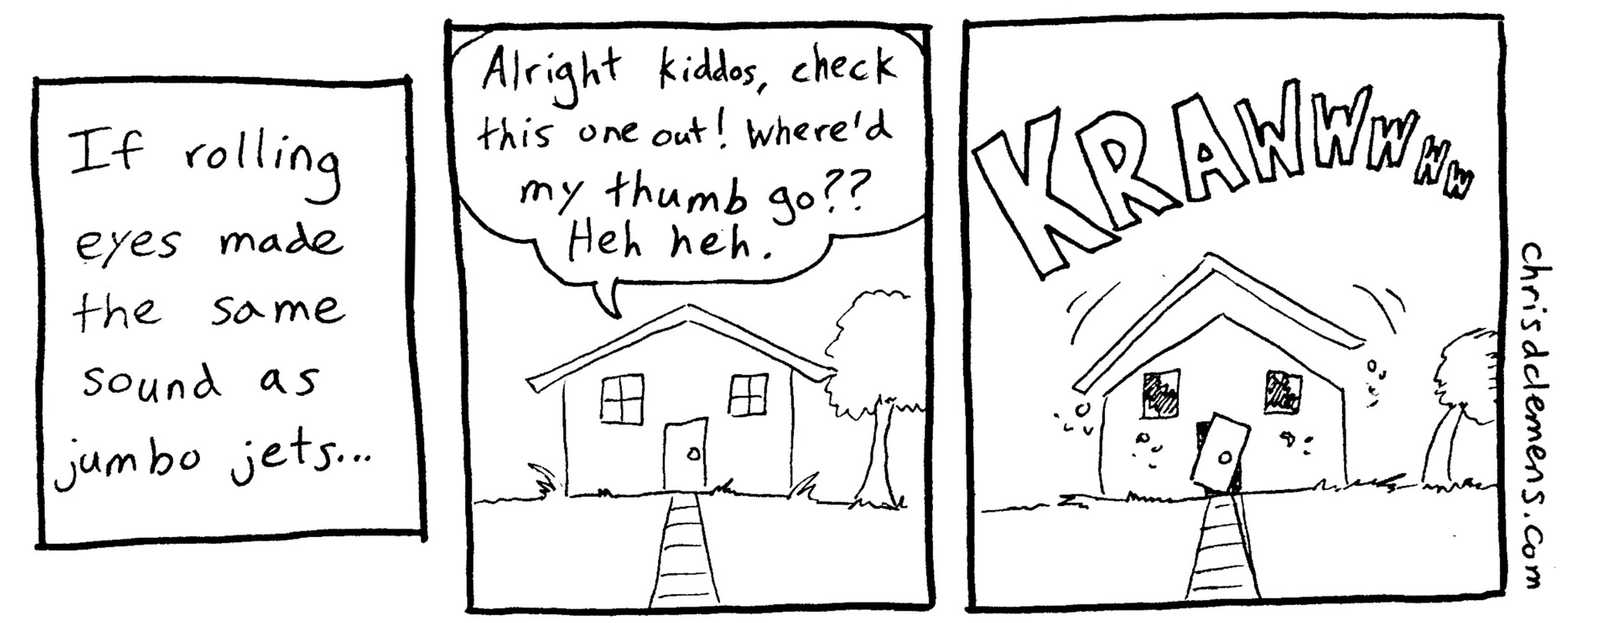 If rolling
eyes made
the same
sound as
jumbo jets...
Alright kiddos, check
this one out! Where'd
my thumb go??
Heh heh.
KRAWWWWW
chrisdclemens.com